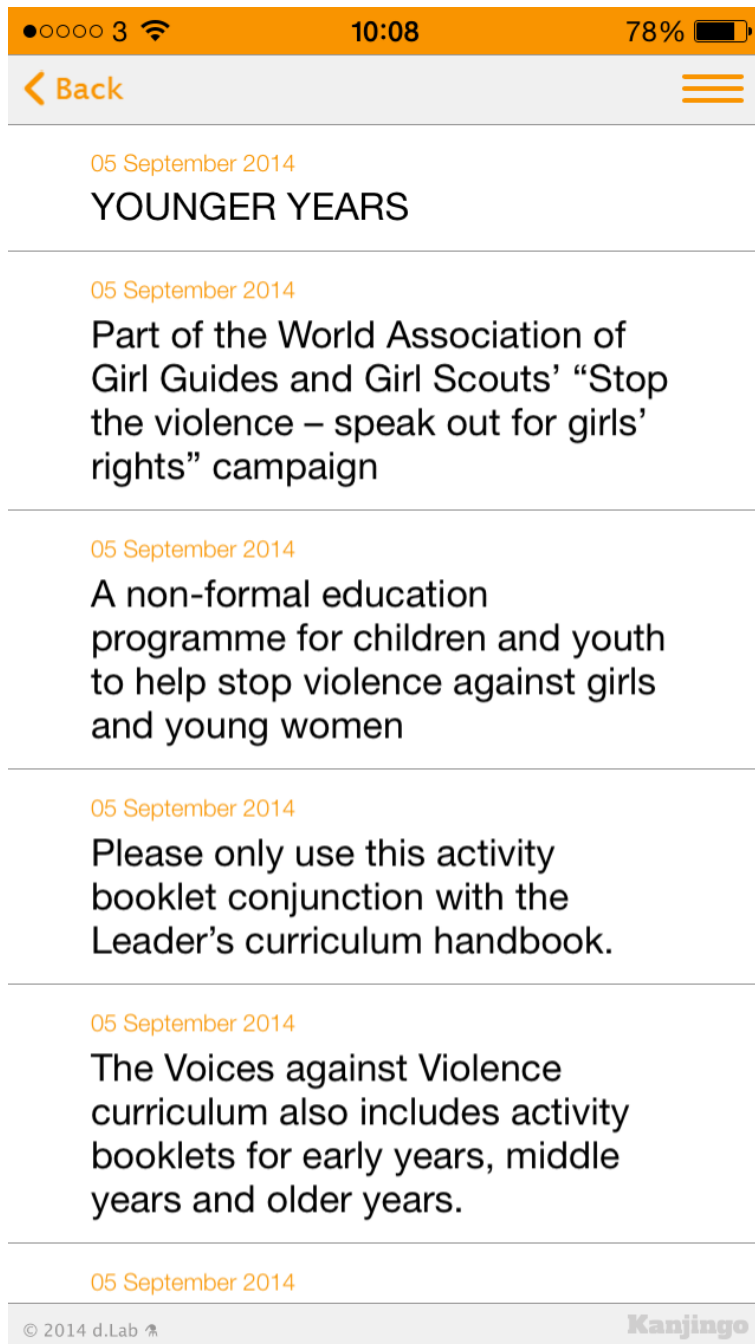 ●○○○○ 3 10:08 78%
Back
05 September 2014
YOUNGER YEARS
05 September 2014
Part of the World Association of
Girl Guides and Girl Scouts’ “Stop
the violence – speak out for girls’
rights” campaign
05 September 2014
A non-formal education
programme for children and youth
to help stop violence against girls
and young women
05 September 2014
Please only use this activity
booklet conjunction with the
Leader’s curriculum handbook.
05 September 2014
The Voices against Violence
curriculum also includes activity
booklets for early years, middle
years and older years.
05 September 2014
© 2014 d.Lab Kanjingo